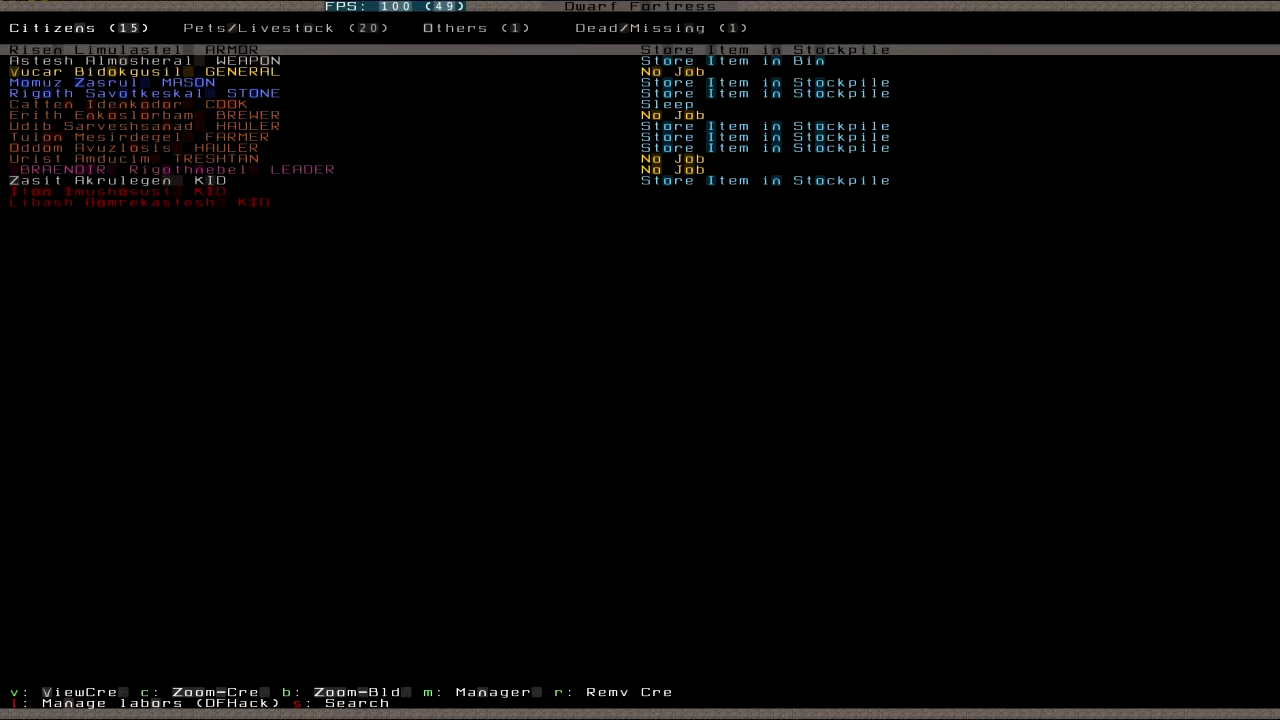 FPS: 100 (49) Dwarf Fortress
Citizens (15) Pets/Livestock (20) Others (1) Dead/Missing (1)
Risen Limulastel ARMOR Store Item in Stockpile
Astesh Almosheral WEAPON Store Item in Bin
Vucar Bidokgusil GENERAL No Job
Momuz Zasrul MASON Store Item in Stockpile
Rigoth Savotkeskal STONE Store Item in Stockpile
Catten Idenkodor COOK Sleep
Erith Enkoslorbam BREWER No Job
Udib Sarveshsanad HAULER Store Item in Stockpile
Tulon Mesirdegel FARMER Store Item in Stockpile
Oddom Avuzlosis HAULER Store Item in Stockpile
Urist Amducim TRESHTAN No Job
BRAENOIR Rigothnebel LEADER No Job
Zasit Akrulegen KID Store Item in Stockpile
KID
Libash KID
v: ViewCre c: Zoom-Cre b: Zoom-Bld m: Manager r: Remv Cre
l: Manage labors (DFHack) s: Search